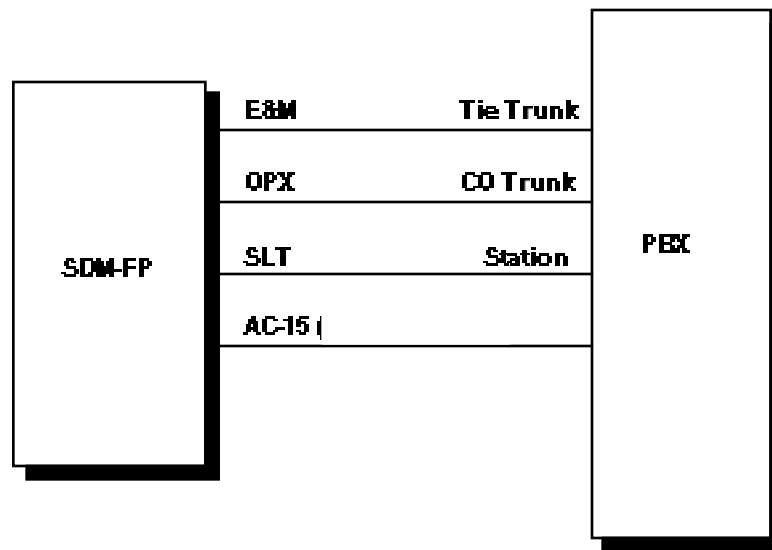 E&M Tie Trunk
OPX CO Trunk
SDM-FP
SLT Station
PBX
AC-15 (